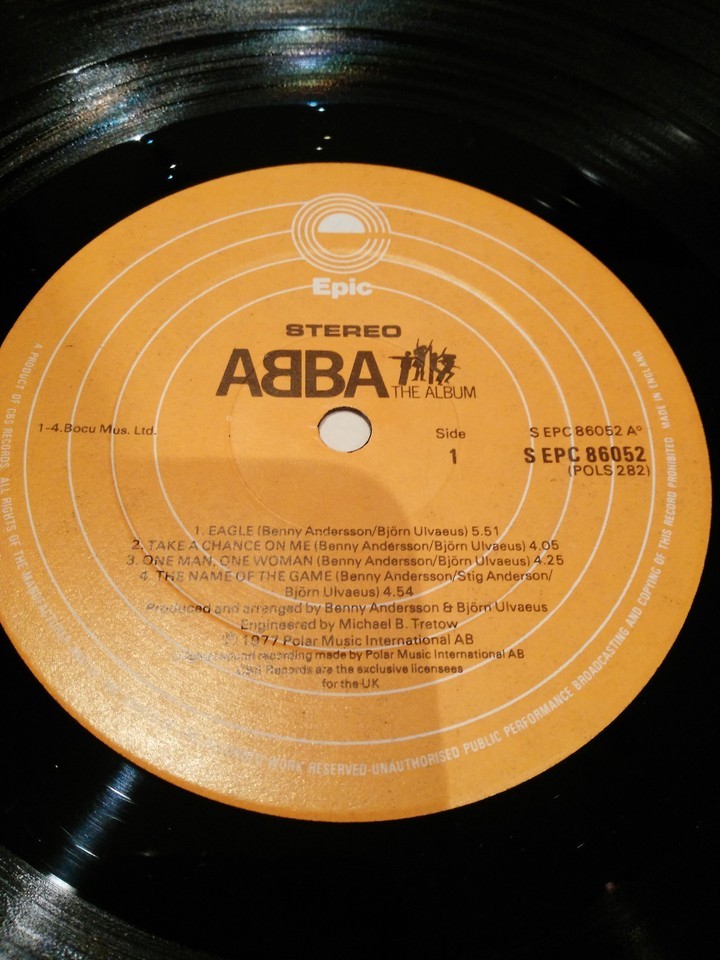 Epic
STEREO
ABBA
THE ALBUM
1-4.Bocu Mus. Ltd.
Side
1
S EPC 86052 A°
S EPC 86052
(POLS 282)
1. EAGLE (Benny Andersson/Björn Ulvaeus) 5.51
2. TAKE A CHANCE ON ME (Benny Andersson/Björn Ulvaeus) 4.05
3. ONE MAN, ONE WOMAN (Benny Andersson/Björn Ulvaeus) 4.25
4. THE NAME OF THE GAME (Benny Andersson/Stig Anderson/
Björn Ulvaeus) 4.54
Produced and arranged by Benny Andersson & Björn Ulvaeus
Engineered by Michael B. Tretow
℗ 1977 Polar Music International AB
Original sound recording made by Polar Music International AB
Records are the exclusive licensees
for the UK
A PRODUCT OF CBS RECORDS. ALL RIGHTS OF THE WORK RESERVED-UNAUTHORISED PUBLIC PERFORMANCE BROADCASTING AND COPYING OF THIS RECORD PROHIBITED MADE IN ENGLAND